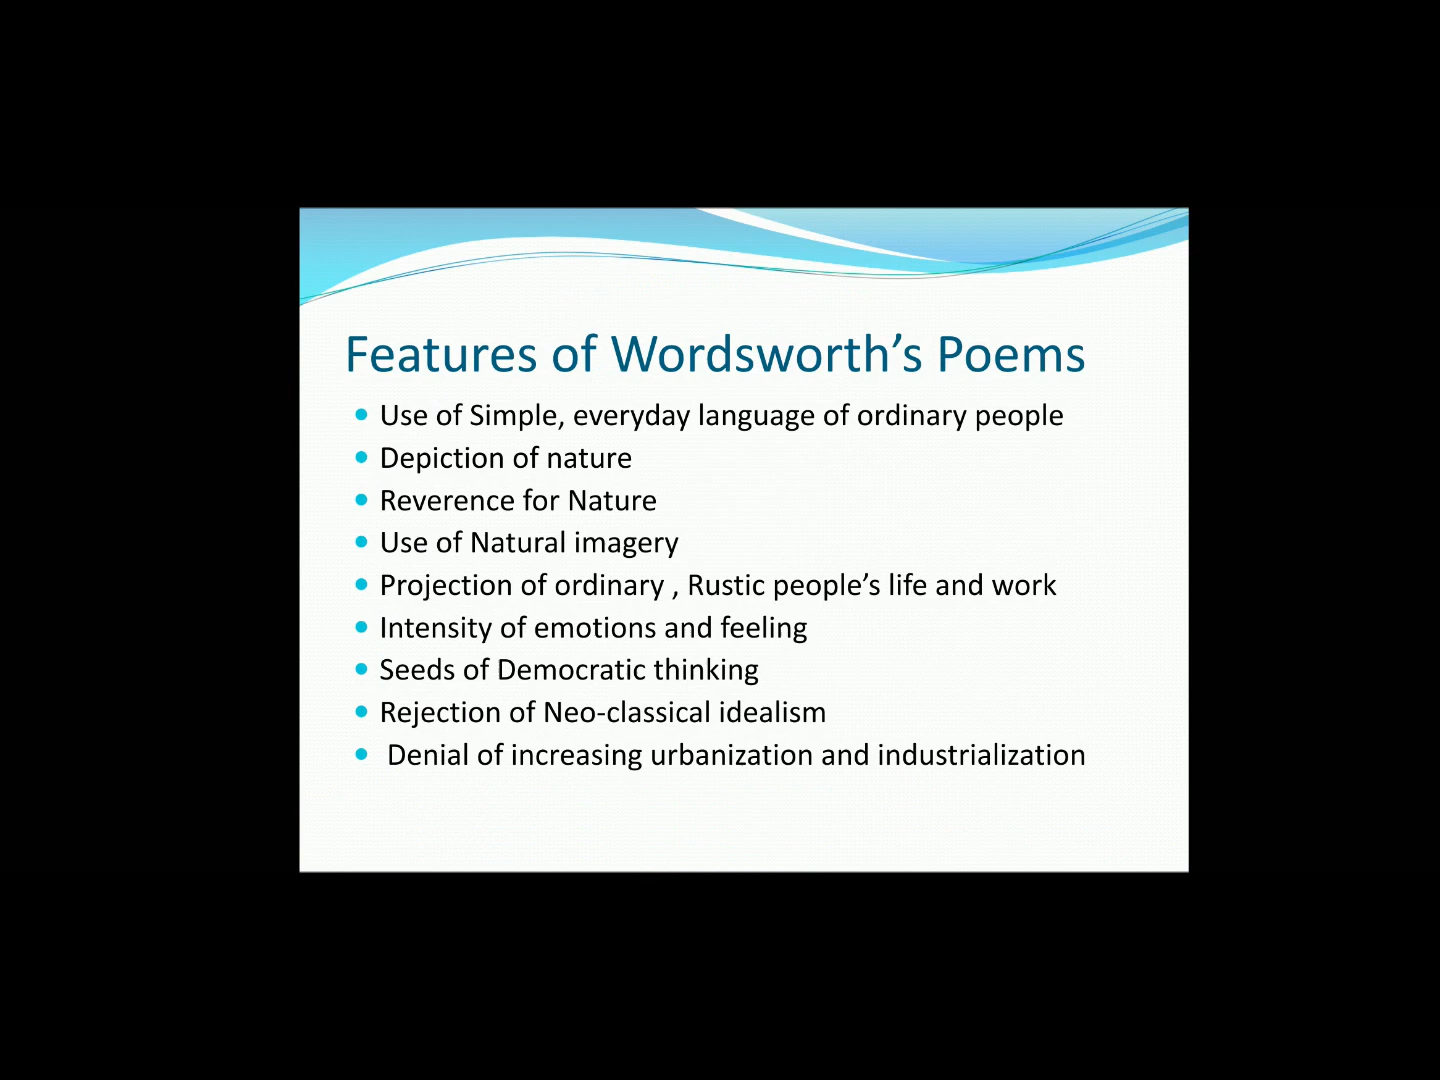 Features of Wordsworth’s Poems
Use of Simple, everyday language of ordinary people
Depiction of nature
Reverence for Nature
Use of Natural imagery
Projection of ordinary , Rustic people’s life and work
Intensity of emotions and feeling
Seeds of Democratic thinking
Rejection of Neo-classical idealism
Denial of increasing urbanization and industrialization